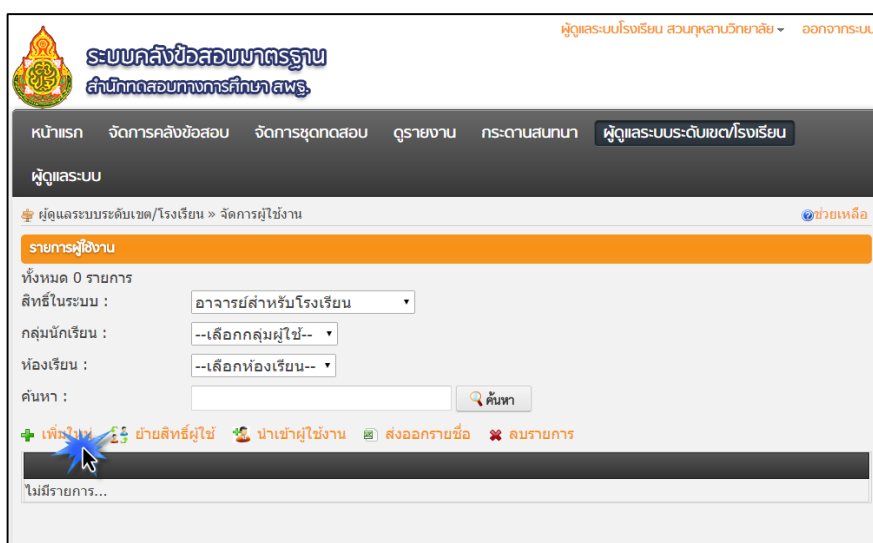 ผู้ดูแลระบบโรงเรียน สวนกุหลาบวิทยาลัย ออกจากระบบ
ระบบคลังข้อสอบมาตรฐาน
สำนักทดสอบทางการศึกษา สพฐ.
หน้าแรก จัดการคลังข้อสอบ จัดการชุดทดสอบ ดูรายงาน กระดานสนทนา ผู้ดูแลระบบระดับเขต/โรงเรียน
ผู้ดูแลระบบ
ผู้ดูแลระบบระดับเขต/โรงเรียน » จัดการผู้ใช้งาน ช่วยเหลือ
รายการผู้ใช้งาน
ทั้งหมด 0 รายการ
สิทธิ์ในระบบ : อาจารย์สำหรับโรงเรียน
กลุ่มนักเรียน : --เลือกกลุ่มผู้ใช้--
ห้องเรียน : --เลือกห้องเรียน--
ค้นหา : ค้นหา
เพิ่มใหม่ ย้ายสิทธิ์ผู้ใช้ นำเข้าผู้ใช้งาน ส่งออกรายชื่อ ลบรายการ
ไม่มีรายการ...